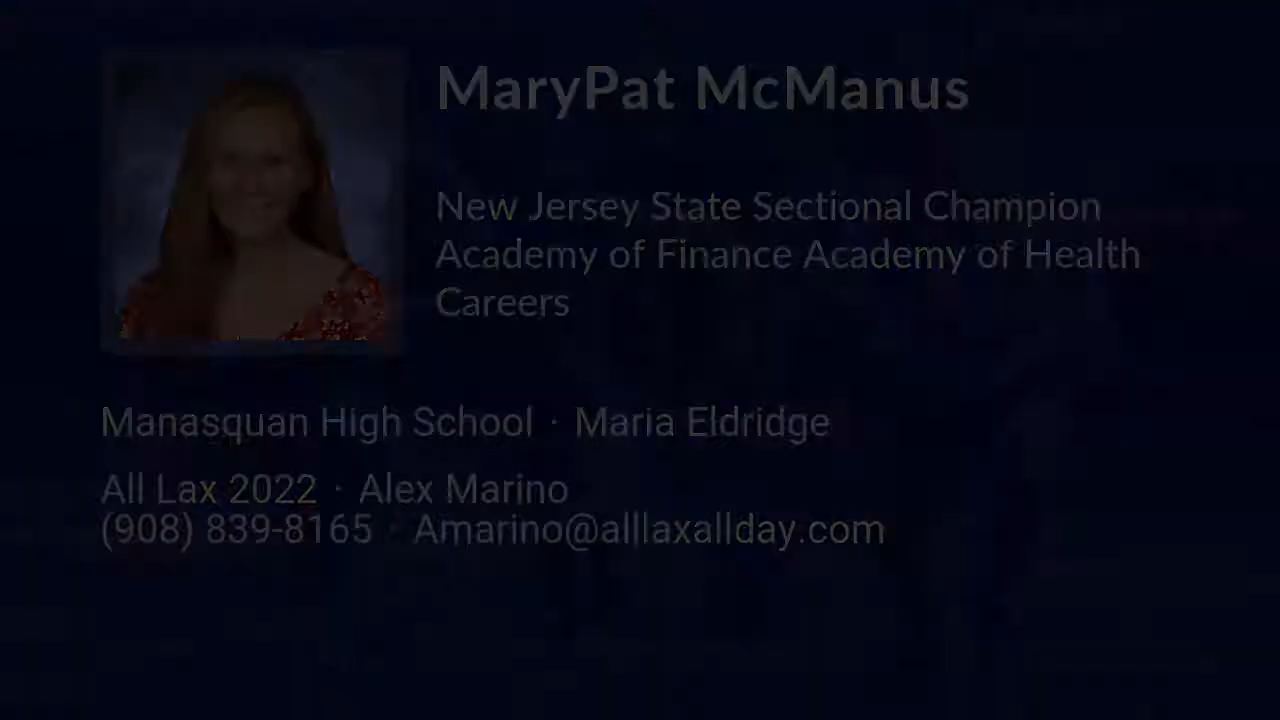 MaryPat McManus
New Jersey State Sectional Champion
Academy of Finance Academy of Health
Careers
Manasquan High School · Maria Eldridge
All Lax 2022 · Alex Marino
(908) 839-8165 · Amarino@alllaxallday.com